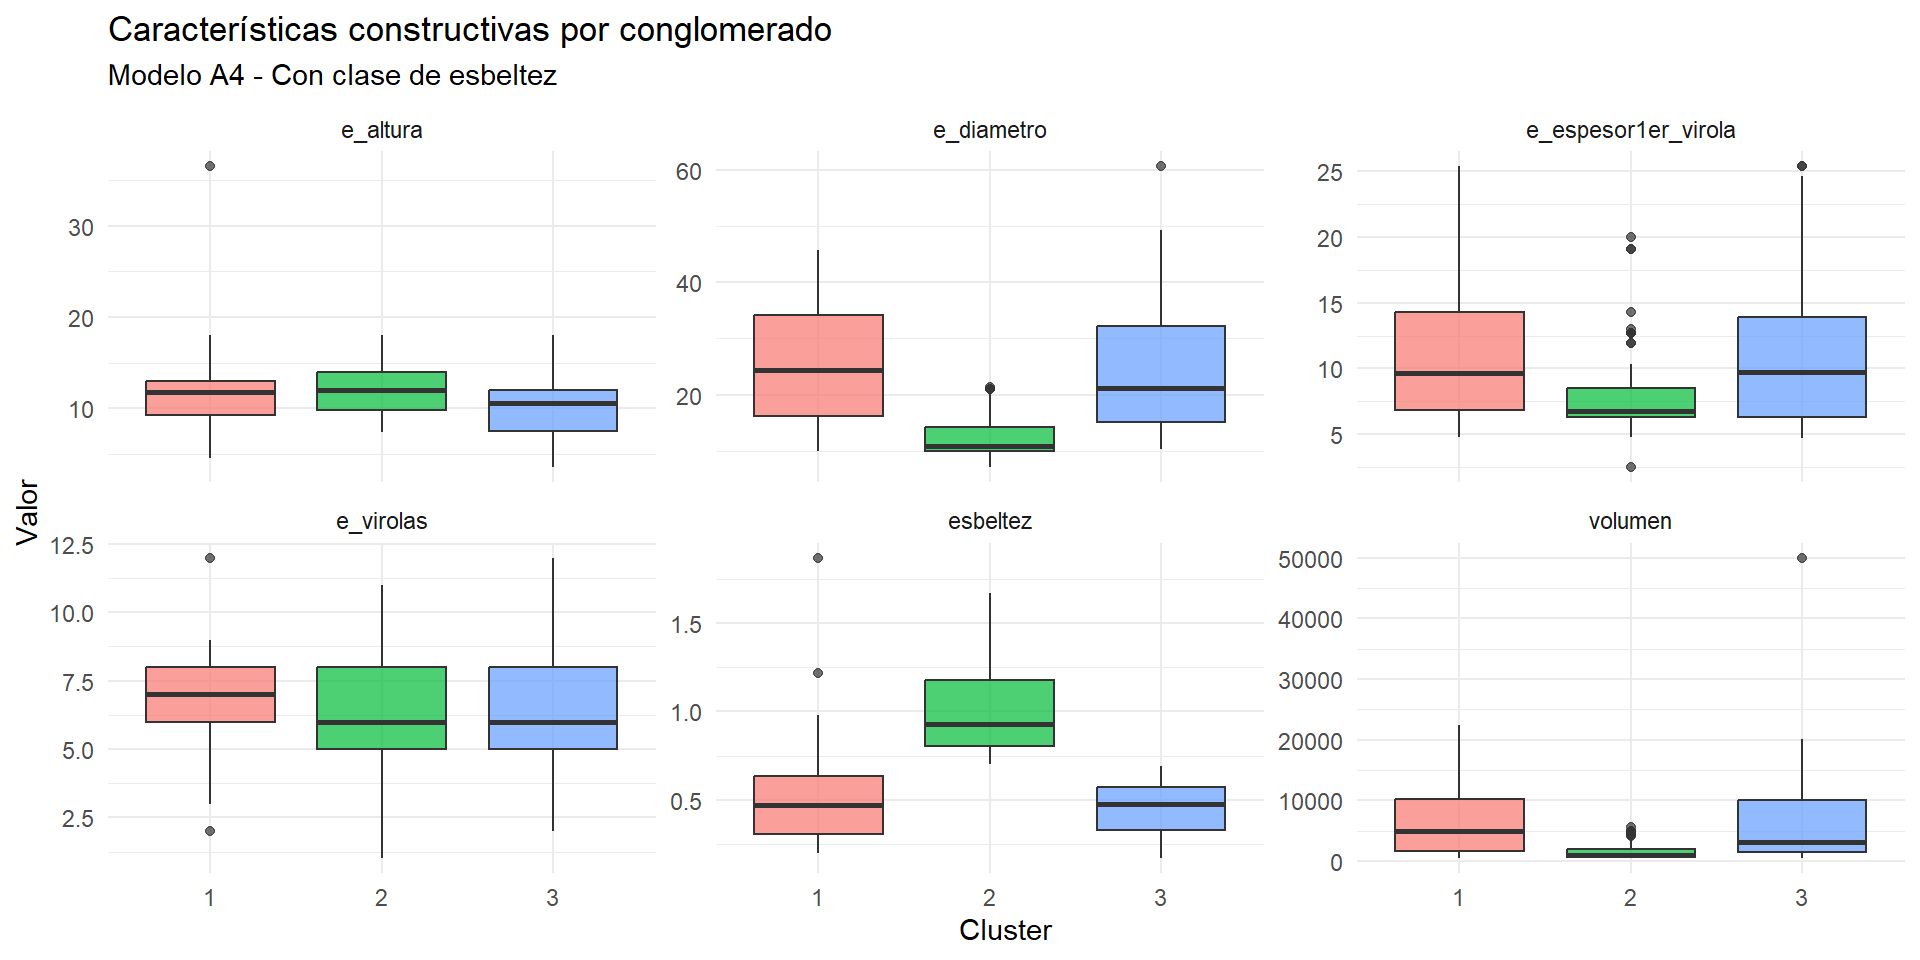 Características constructivas por conglomerado
Modelo A4 - Con clase de esbeltez
e_altura
e_diametro
e_espesor1er_virola
30
20
10
60
40
20
25
20
15
10
5
e_virolas
esbeltez
volumen
12.5
10.0
7.5
5.0
2.5
1.5
1.0
0.5
50000
40000
30000
20000
10000
0
1 2 3
1 2 3
1 2 3
Valor
Cluster